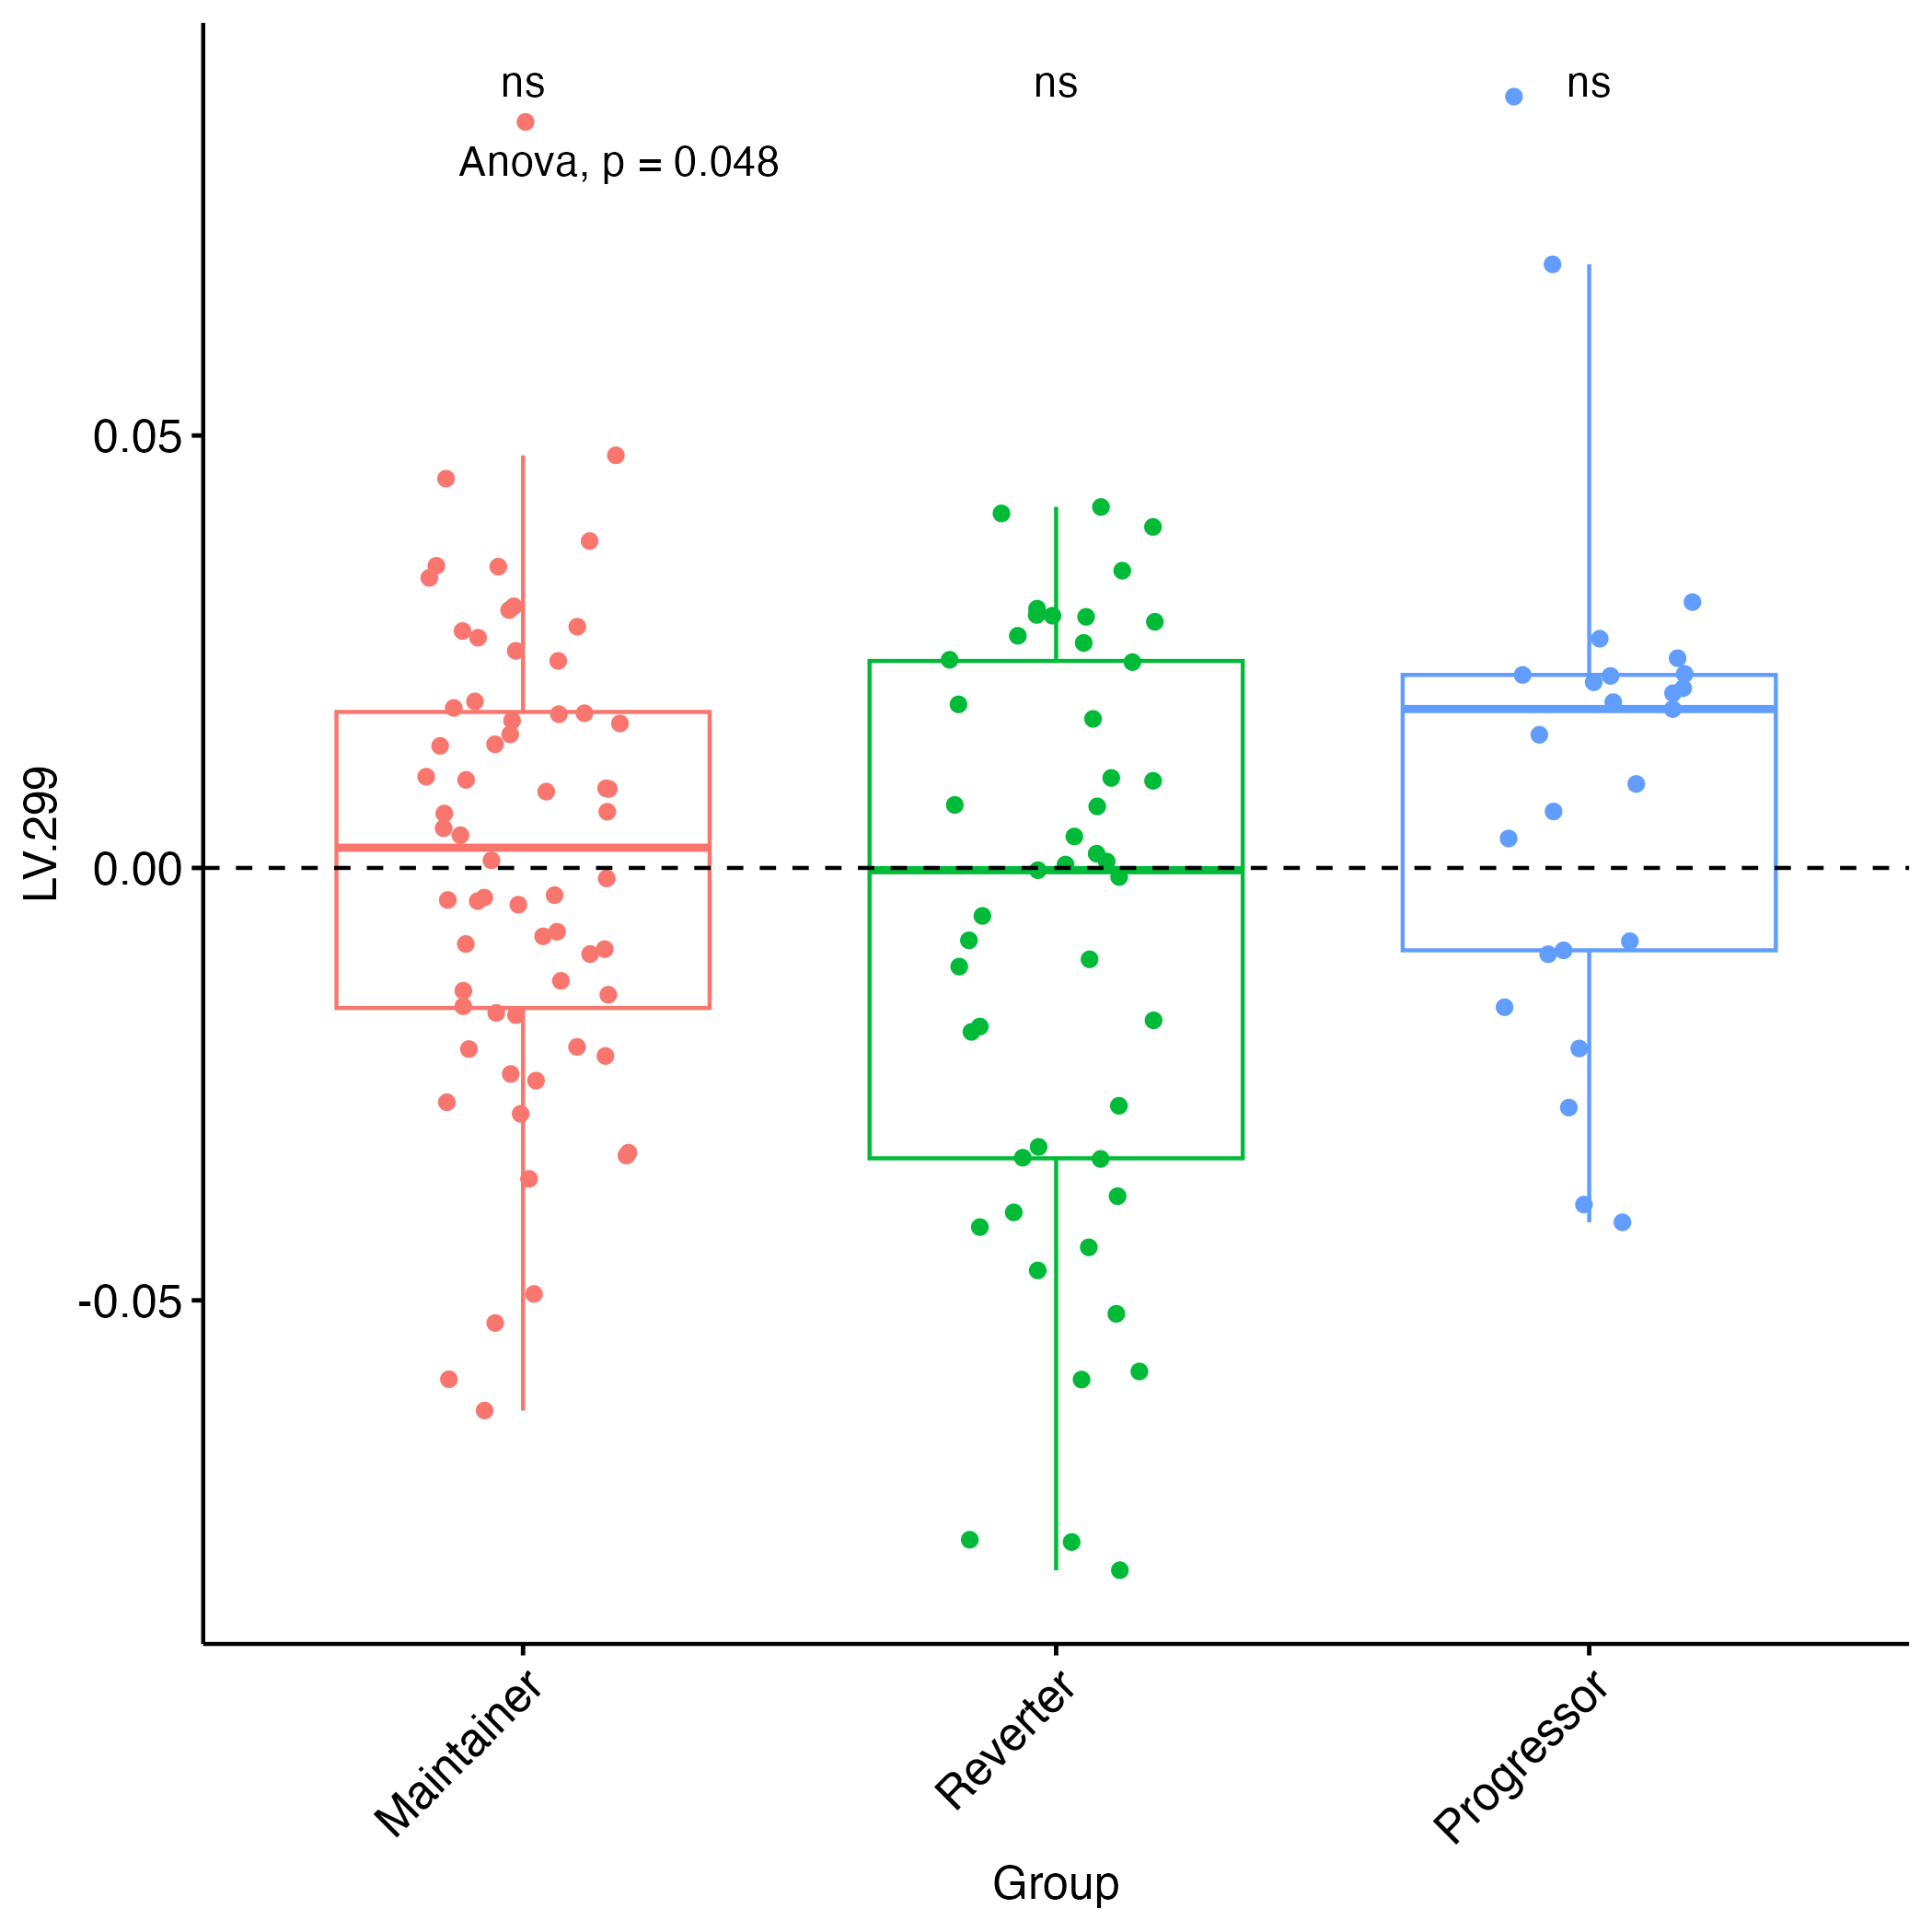 ns ns ns
Anova, p = 0.048
0.05
0.00
-0.05
LV.299
Maintainer
Reverter
Progressor
Group